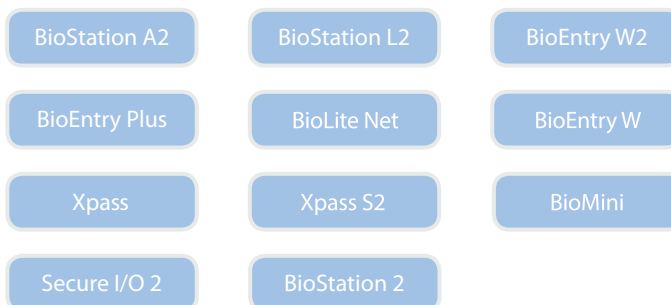 BioStation A2
BioStation L2
BioEntry W2
BioEntry Plus
BioLite Net
BioEntry W
Xpass
Xpass S2
BioMini
Secure I/O 2
BioStation 2